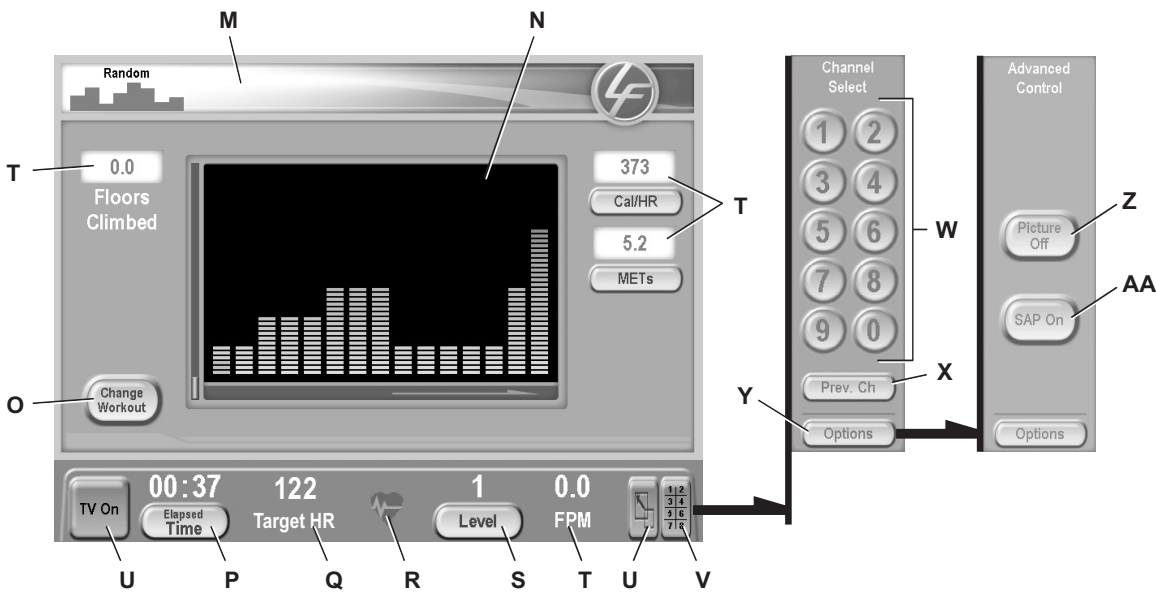 M
N
Random
LF
Channel
Select
Advanced
Control
1 2
3 4
5 6
7 8
9 0
W
Z
AA
T
0.0
Floors
Climbed
373
Cal/HR
T
5.2
METs
Picture
Off
SAP On
X
Prev. Ch
Y
Options
Options
O
Change
Workout
TV On
00:37
Elapsed
Time
122
Target HR
1
Level
0.0
FPM
1 2
3 4
5 6
7 8
U
P
Q
R
S
T
U
V